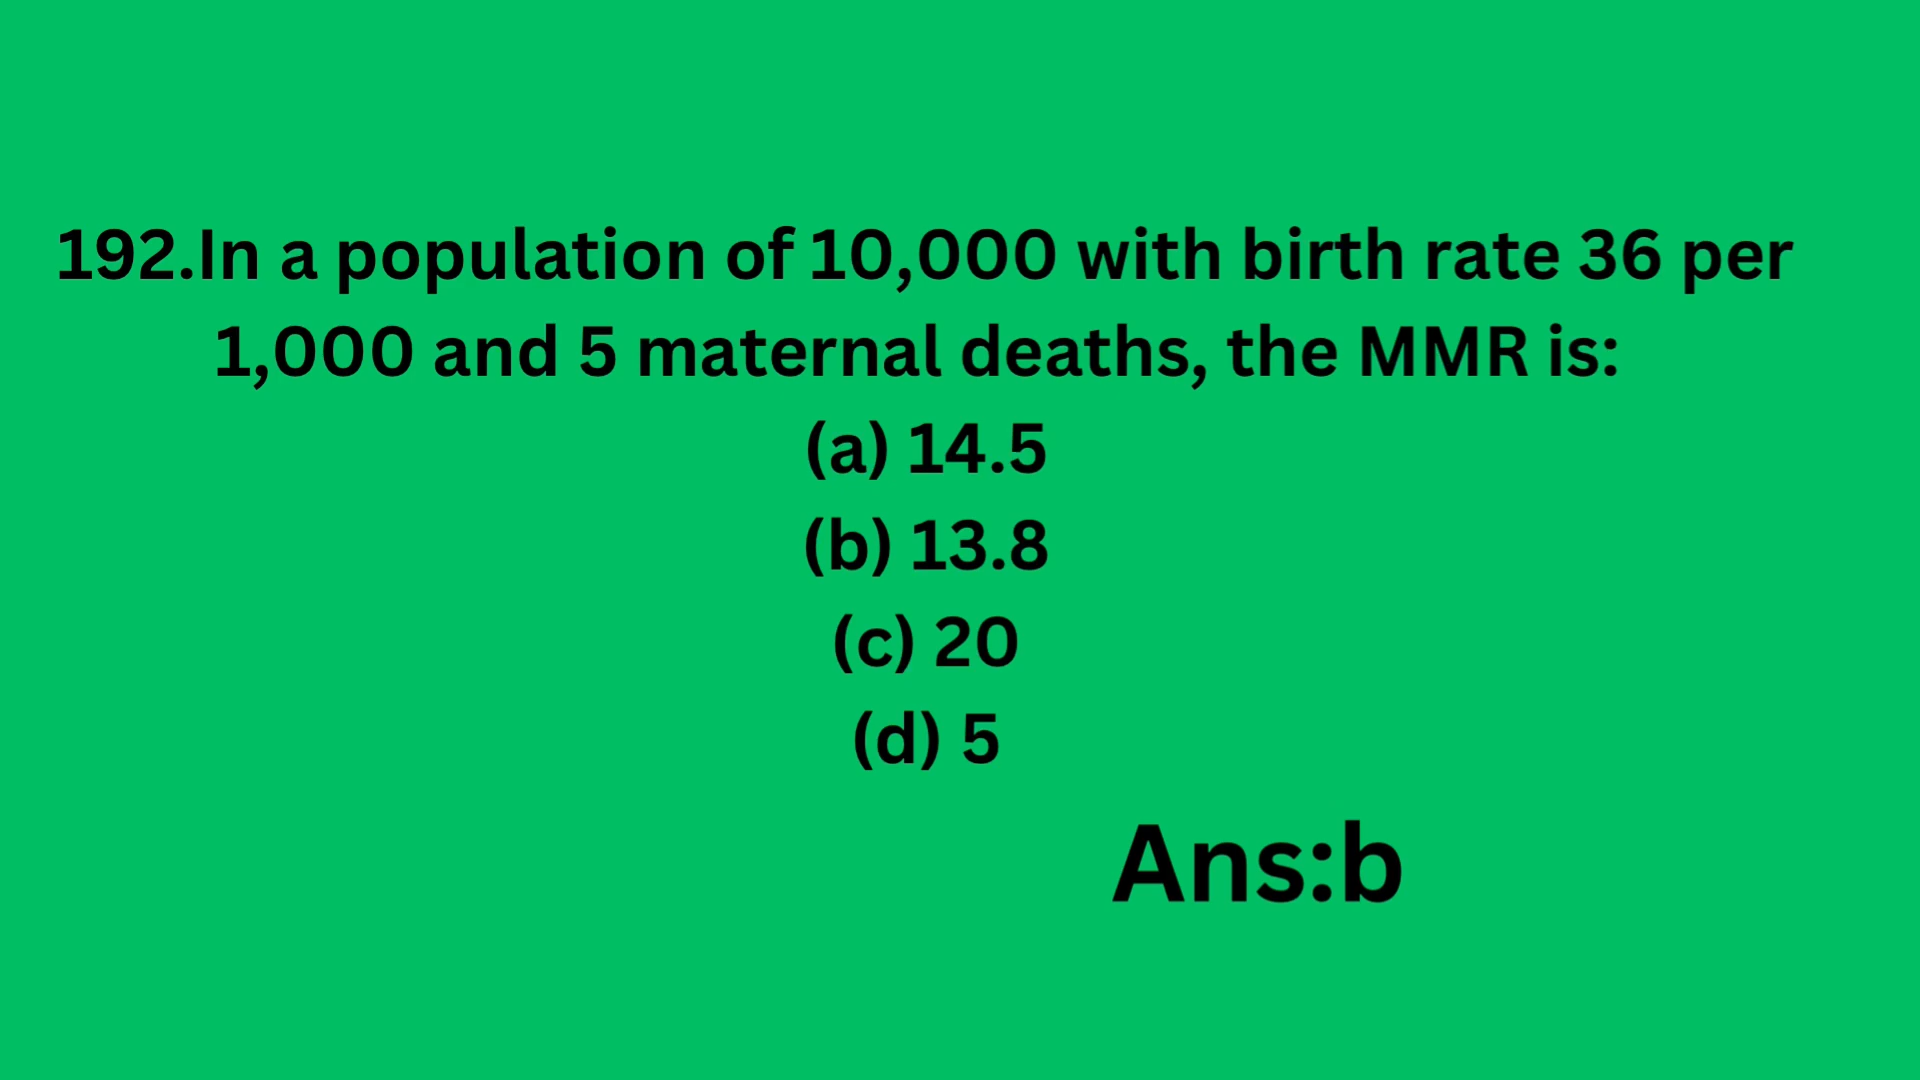 192.In a population of 10,000 with birth rate 36 per
1,000 and 5 maternal deaths, the MMR is:
(a) 14.5
(b) 13.8
(c) 20
(d) 5
Ans:b